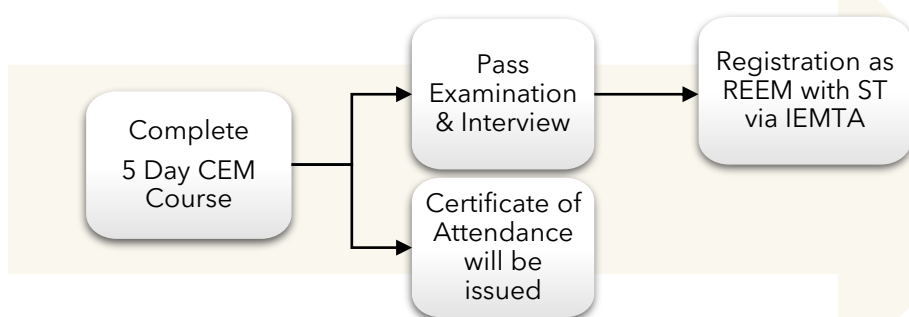 Complete
5 Day CEM
Course
Pass
Examination
& Interview
Registration as
REEM with ST
via IEMTA
Certificate of
Attendance
will be
issued